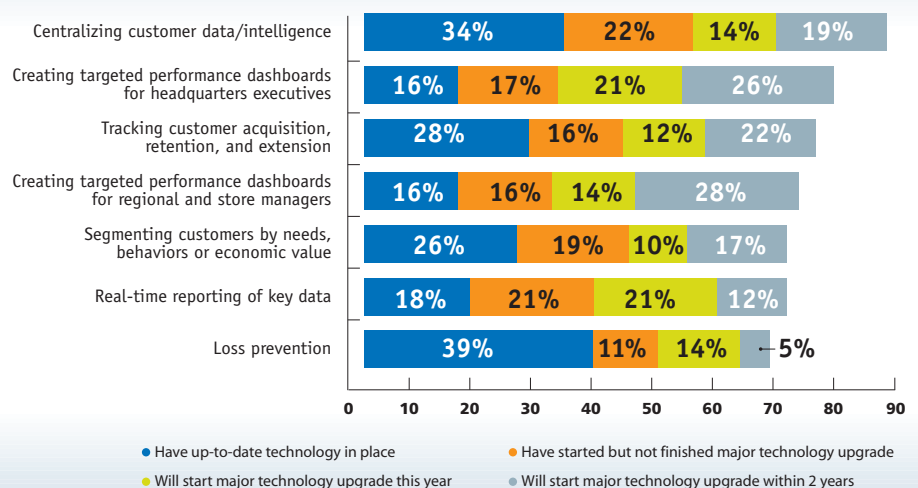 Centralizing customer data/intelligence
34% 22% 14% 19%
Creating targeted performance dashboards
for headquarters executives
16% 17% 21% 26%
Tracking customer acquisition,
retention, and extension
28% 16% 12% 22%
Creating targeted performance dashboards
for regional and store managers
16% 16% 14% 28%
Segmenting customers by needs,
behaviors or economic value
26% 19% 10% 17%
Real-time reporting of key data
18% 21% 21% 12%
Loss prevention
39% 11% 14% 5%
0 10 20 30 40 50 60 70 80 90
Have up-to-date technology in place
Have started but not finished major technology upgrade
Will start major technology upgrade this year
Will start major technology upgrade within 2 years